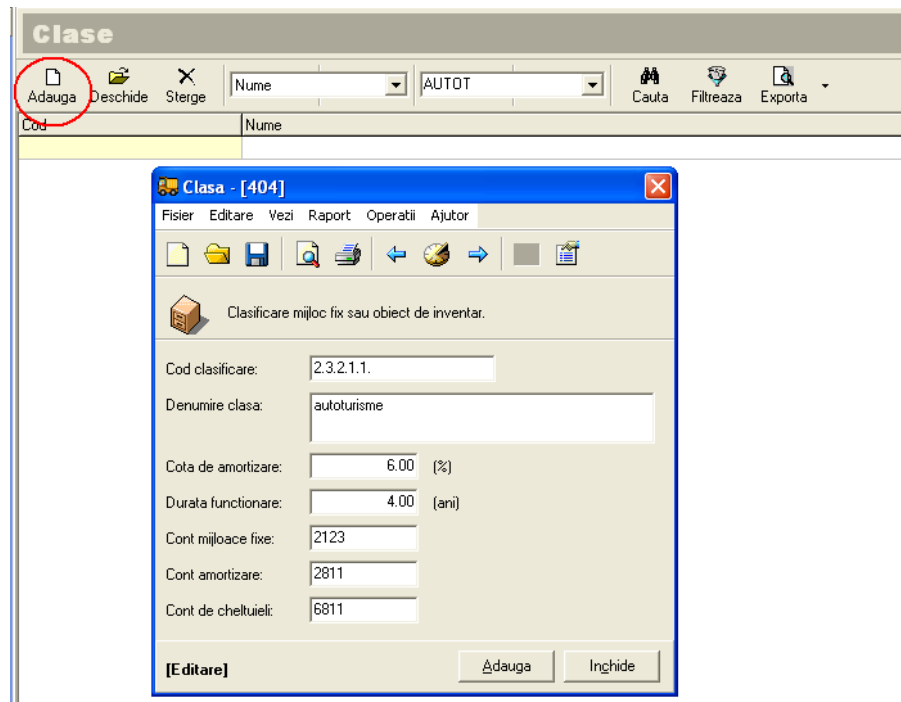 Clase
Adauga Deschide Sterge Nume AUTOT Cauta Filtreaza Exporta
Cod Nume
Clasa - [404]
Fisier Editare Vezi Raport Operatii Ajutor
Clasificare mijloc fix sau obiect de inventar.
Cod clasificare: 2.3.2.1.1.
Denumire clasa: autoturisme
Cota de amortizare: 6.00 (%)
Durata functionare: 4.00 (ani)
Cont mijloace fixe: 2123
Cont amortizare: 2811
Cont de cheltuieli: 6811
[Editare] Adauga Inchide